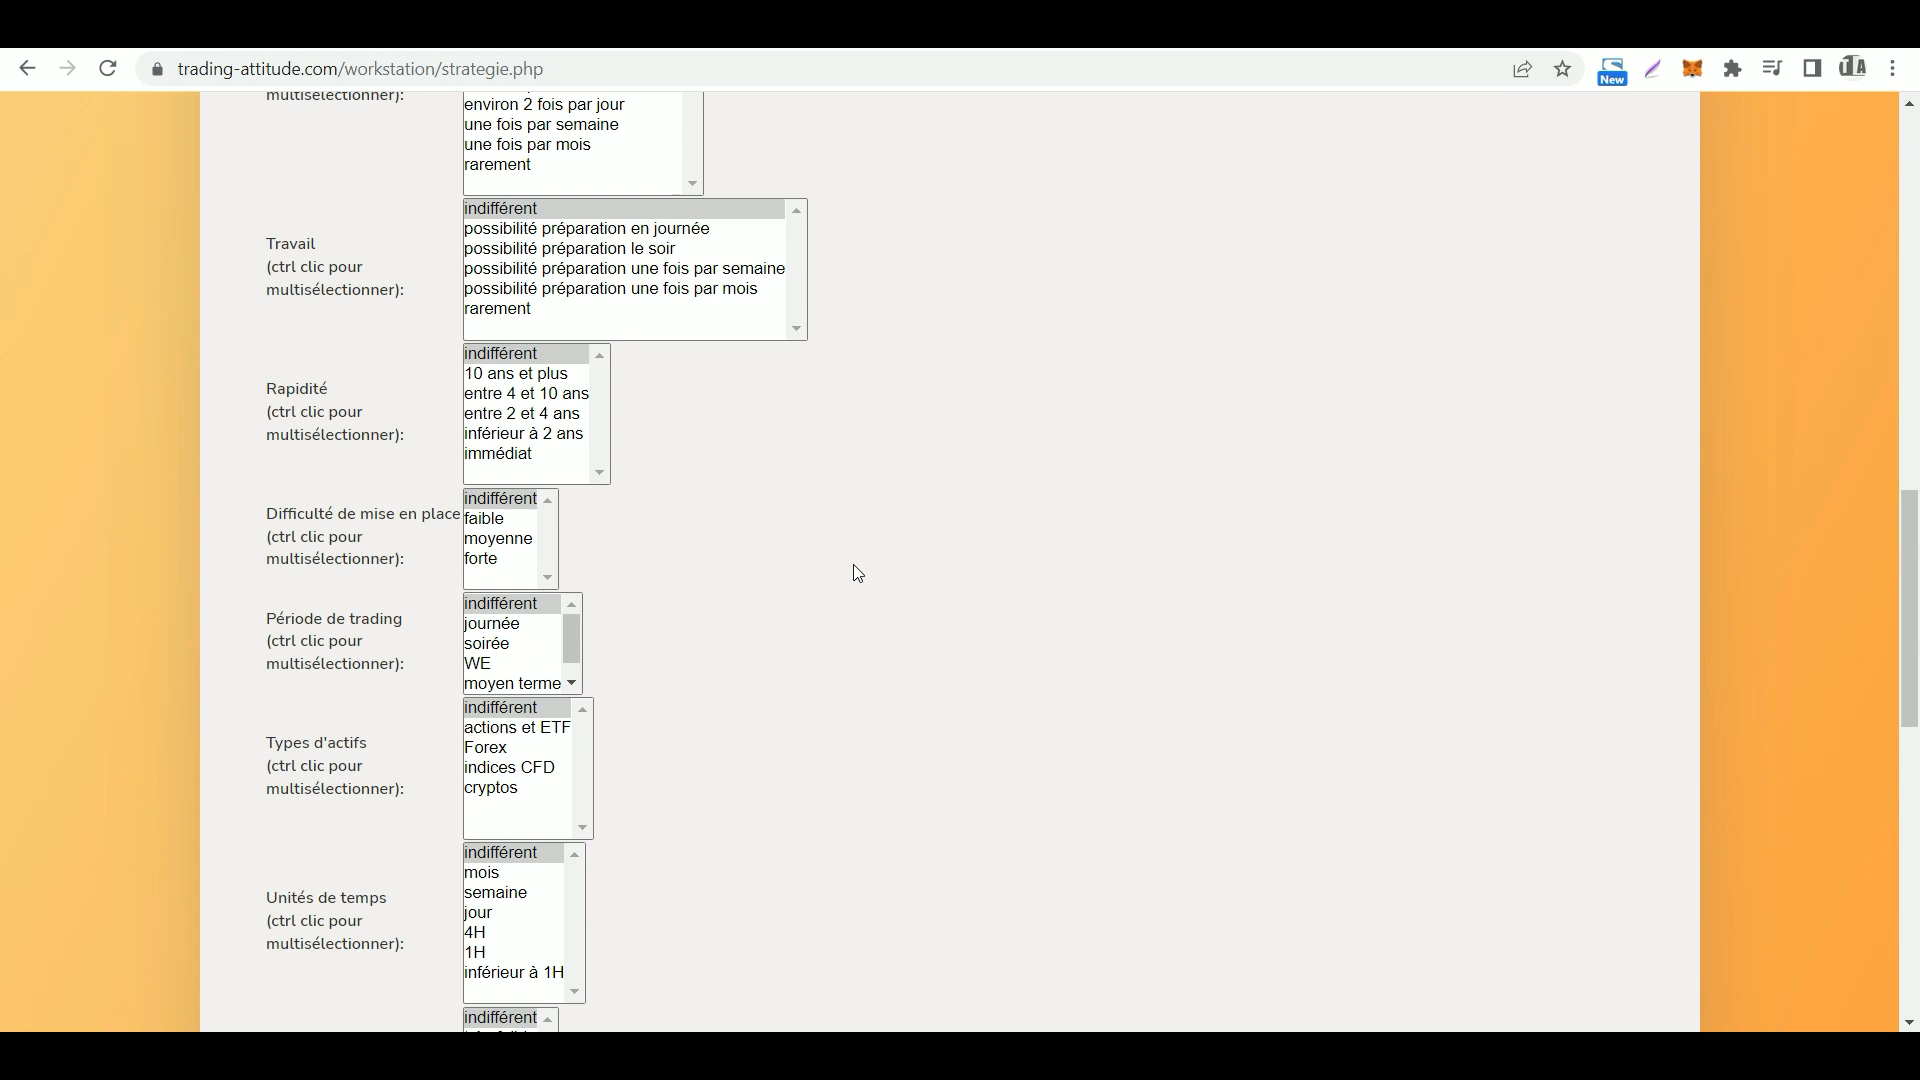 trading-attitude.com/workstation/strategie.php
New
multisélectionner):
environ 2 fois par jour
une fois par semaine
une fois par mois
rarement
Travail
(ctrl clic pour
multisélectionner):
indifférent
possibilité préparation en journée
possibilité préparation le soir
possibilité préparation une fois par semaine
possibilité préparation une fois par mois
rarement
Rapidité
(ctrl clic pour
multisélectionner):
indifférent
10 ans et plus
entre 4 et 10 ans
entre 2 et 4 ans
inférieur à 2 ans
immédiat
Difficulté de mise en place
(ctrl clic pour
multisélectionner):
indifférent
faible
moyenne
forte
Période de trading
(ctrl clic pour
multisélectionner):
indifférent
journée
soirée
WE
moyen terme
Types d'actifs
(ctrl clic pour
multisélectionner):
indifférent
actions et ETF
Forex
indices CFD
cryptos
Unités de temps
(ctrl clic pour
multisélectionner):
indifférent
mois
semaine
jour
4H
1H
inférieur à 1H
indifférent